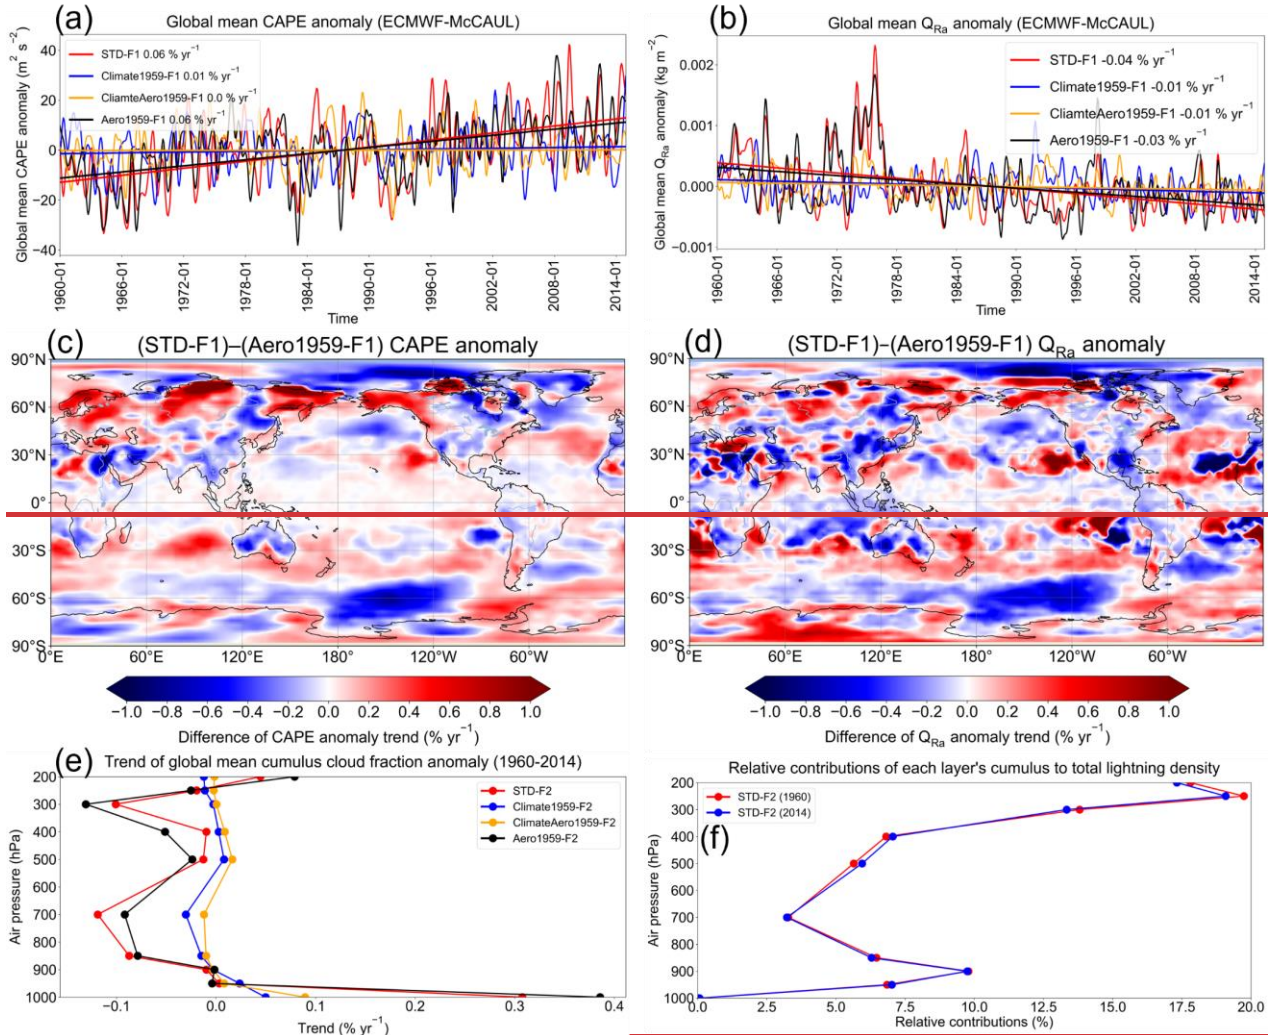 (a)
Global mean CAPE anomaly (ECMWF-McCAUL)
Global mean CAPE anomaly (m² s⁻²)
40
20
0
−20
−40
STD-F1 0.06 % yr⁻¹
Climate1959-F1 0.01 % yr⁻¹
CliamteAero1959-F1 0.0 % yr⁻¹
Aero1959-F1 0.06 % yr⁻¹
1960-01
1966-01
1972-01
1978-01
1984-01
1990-01
1996-01
2002-01
2008-01
2014-01
Time
(b)
Global mean Q_Ra anomaly (ECMWF-McCAUL)
Global mean Q_Ra anomaly (kg m⁻²)
0.002
0.001
0.000
−0.001
STD-F1 -0.04 % yr⁻¹
Climate1959-F1 -0.01 % yr⁻¹
CliamteAero1959-F1 -0.01 % yr⁻¹
Aero1959-F1 -0.03 % yr⁻¹
1960-01
1966-01
1972-01
1978-01
1984-01
1990-01
1996-01
2002-01
2008-01
2014-01
Time
(c)
(STD-F1)–(Aero1959-F1) CAPE anomaly
90°N
60°N
30°N
0°
30°S
60°S
90°S
0°E
60°E
120°E
180°
120°W
60°W
−1.0 −0.8 −0.6 −0.4 −0.2 0.0 0.2 0.4 0.6 0.8 1.0
Difference of CAPE anomaly trend (% yr⁻¹)
(d)
(STD-F1)–(Aero1959-F1) Q_Ra anomaly
90°N
60°N
30°N
0°
30°S
60°S
90°S
0°E
60°E
120°E
180°
120°W
60°W
−1.0 −0.8 −0.6 −0.4 −0.2 0.0 0.2 0.4 0.6 0.8 1.0
Difference of Q_Ra anomaly trend (% yr⁻¹)
(e)
Trend of global mean cumulus cloud fraction anomaly (1960-2014)
Air pressure (hPa)
200
300
400
500
600
700
800
900
1000
STD-F2
Climate1959-F2
ClimateAero1959-F2
Aero1959-F2
−0.1 0.0 0.1 0.2 0.3 0.4
Trend (% yr⁻¹)
Relative contributions of each layer's cumulus to total lightning density
(f)
Air pressure (hPa)
200
300
400
500
600
700
800
900
1000
STD-F2 (1960)
STD-F2 (2014)
0.0 2.5 5.0 7.5 10.0 12.5 15.0 17.5 20.0
Relative contributions (%)